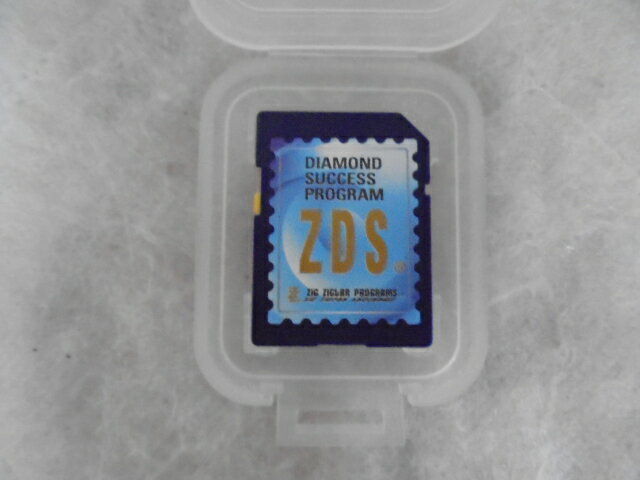 DIAMOND
SUCCESS
PROGRAM
ZDS®
ZIG ZIGLAR PROGRAMS